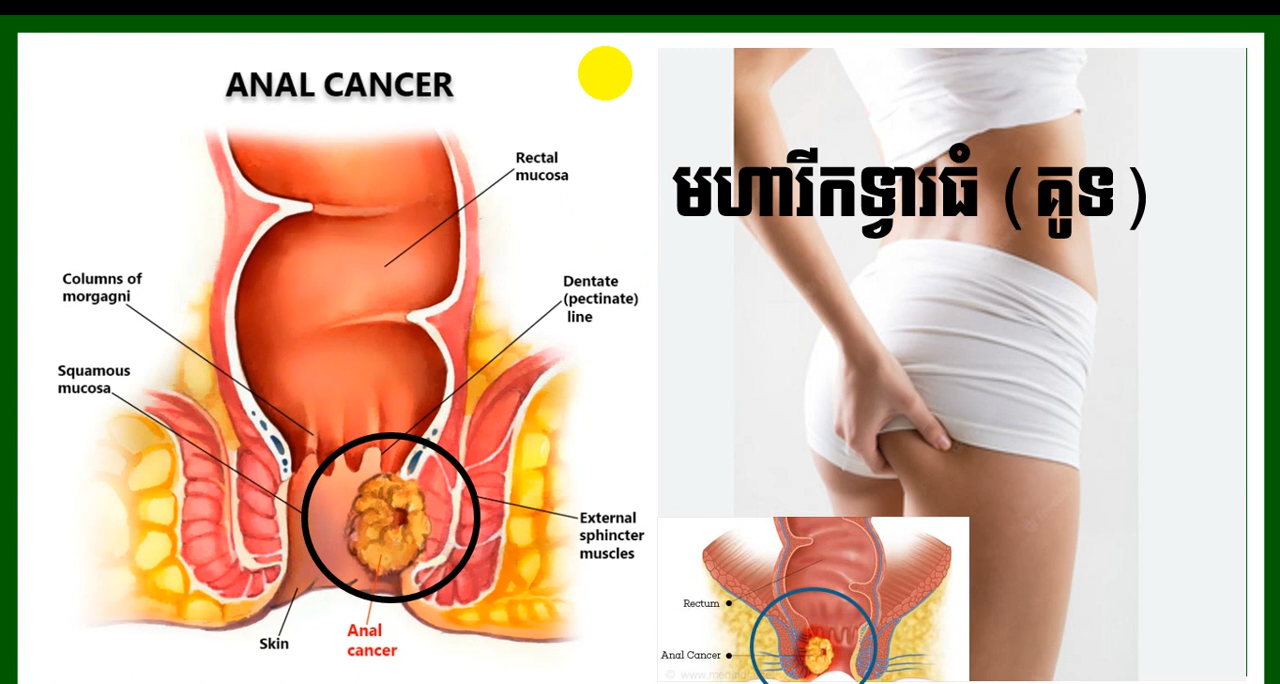 ANAL CANCER
Rectal
mucosa
Columns of
morgagni
Dentate
(pectinate)
line
Squamous
mucosa
External
sphincter
muscles
Skin
Anal
cancer
មហារីកទ្វារធំ (គូទ)
Rectum
Anal Cancer